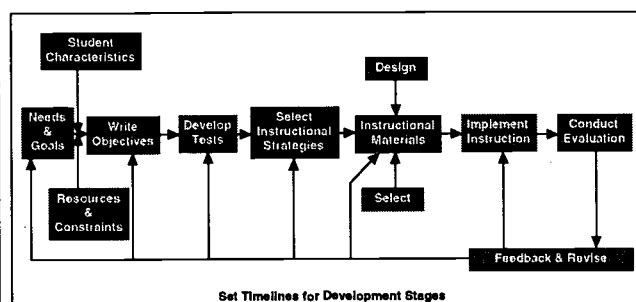 Student
Characteristics
Design
Needs
&
Goals
Write
Objectives
Develop
Tests
Select
Instructional
Strategies
Instructional
Materials
Implement
Instruction
Conduct
Evaluation
Resources
&
Constraints
Select
Feedback & Revise
Set Timelines for Development Stages